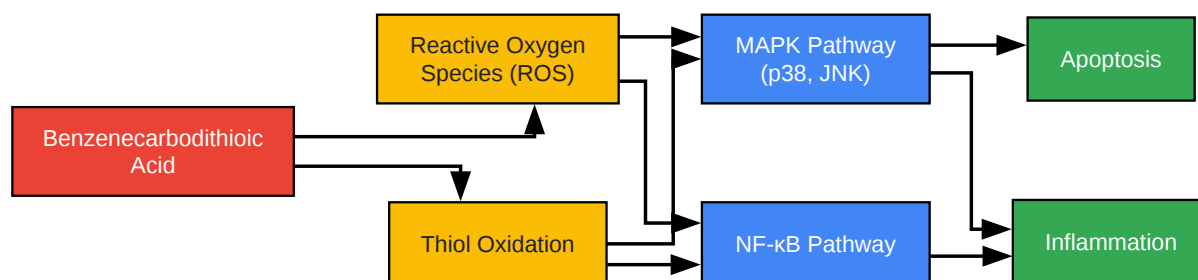 Reactive Oxygen
Species (ROS)
MAPK Pathway
(p38, JNK)
Apoptosis
Benzenecarbodithioic
Acid
Thiol Oxidation
NF-κB Pathway
Inflammation